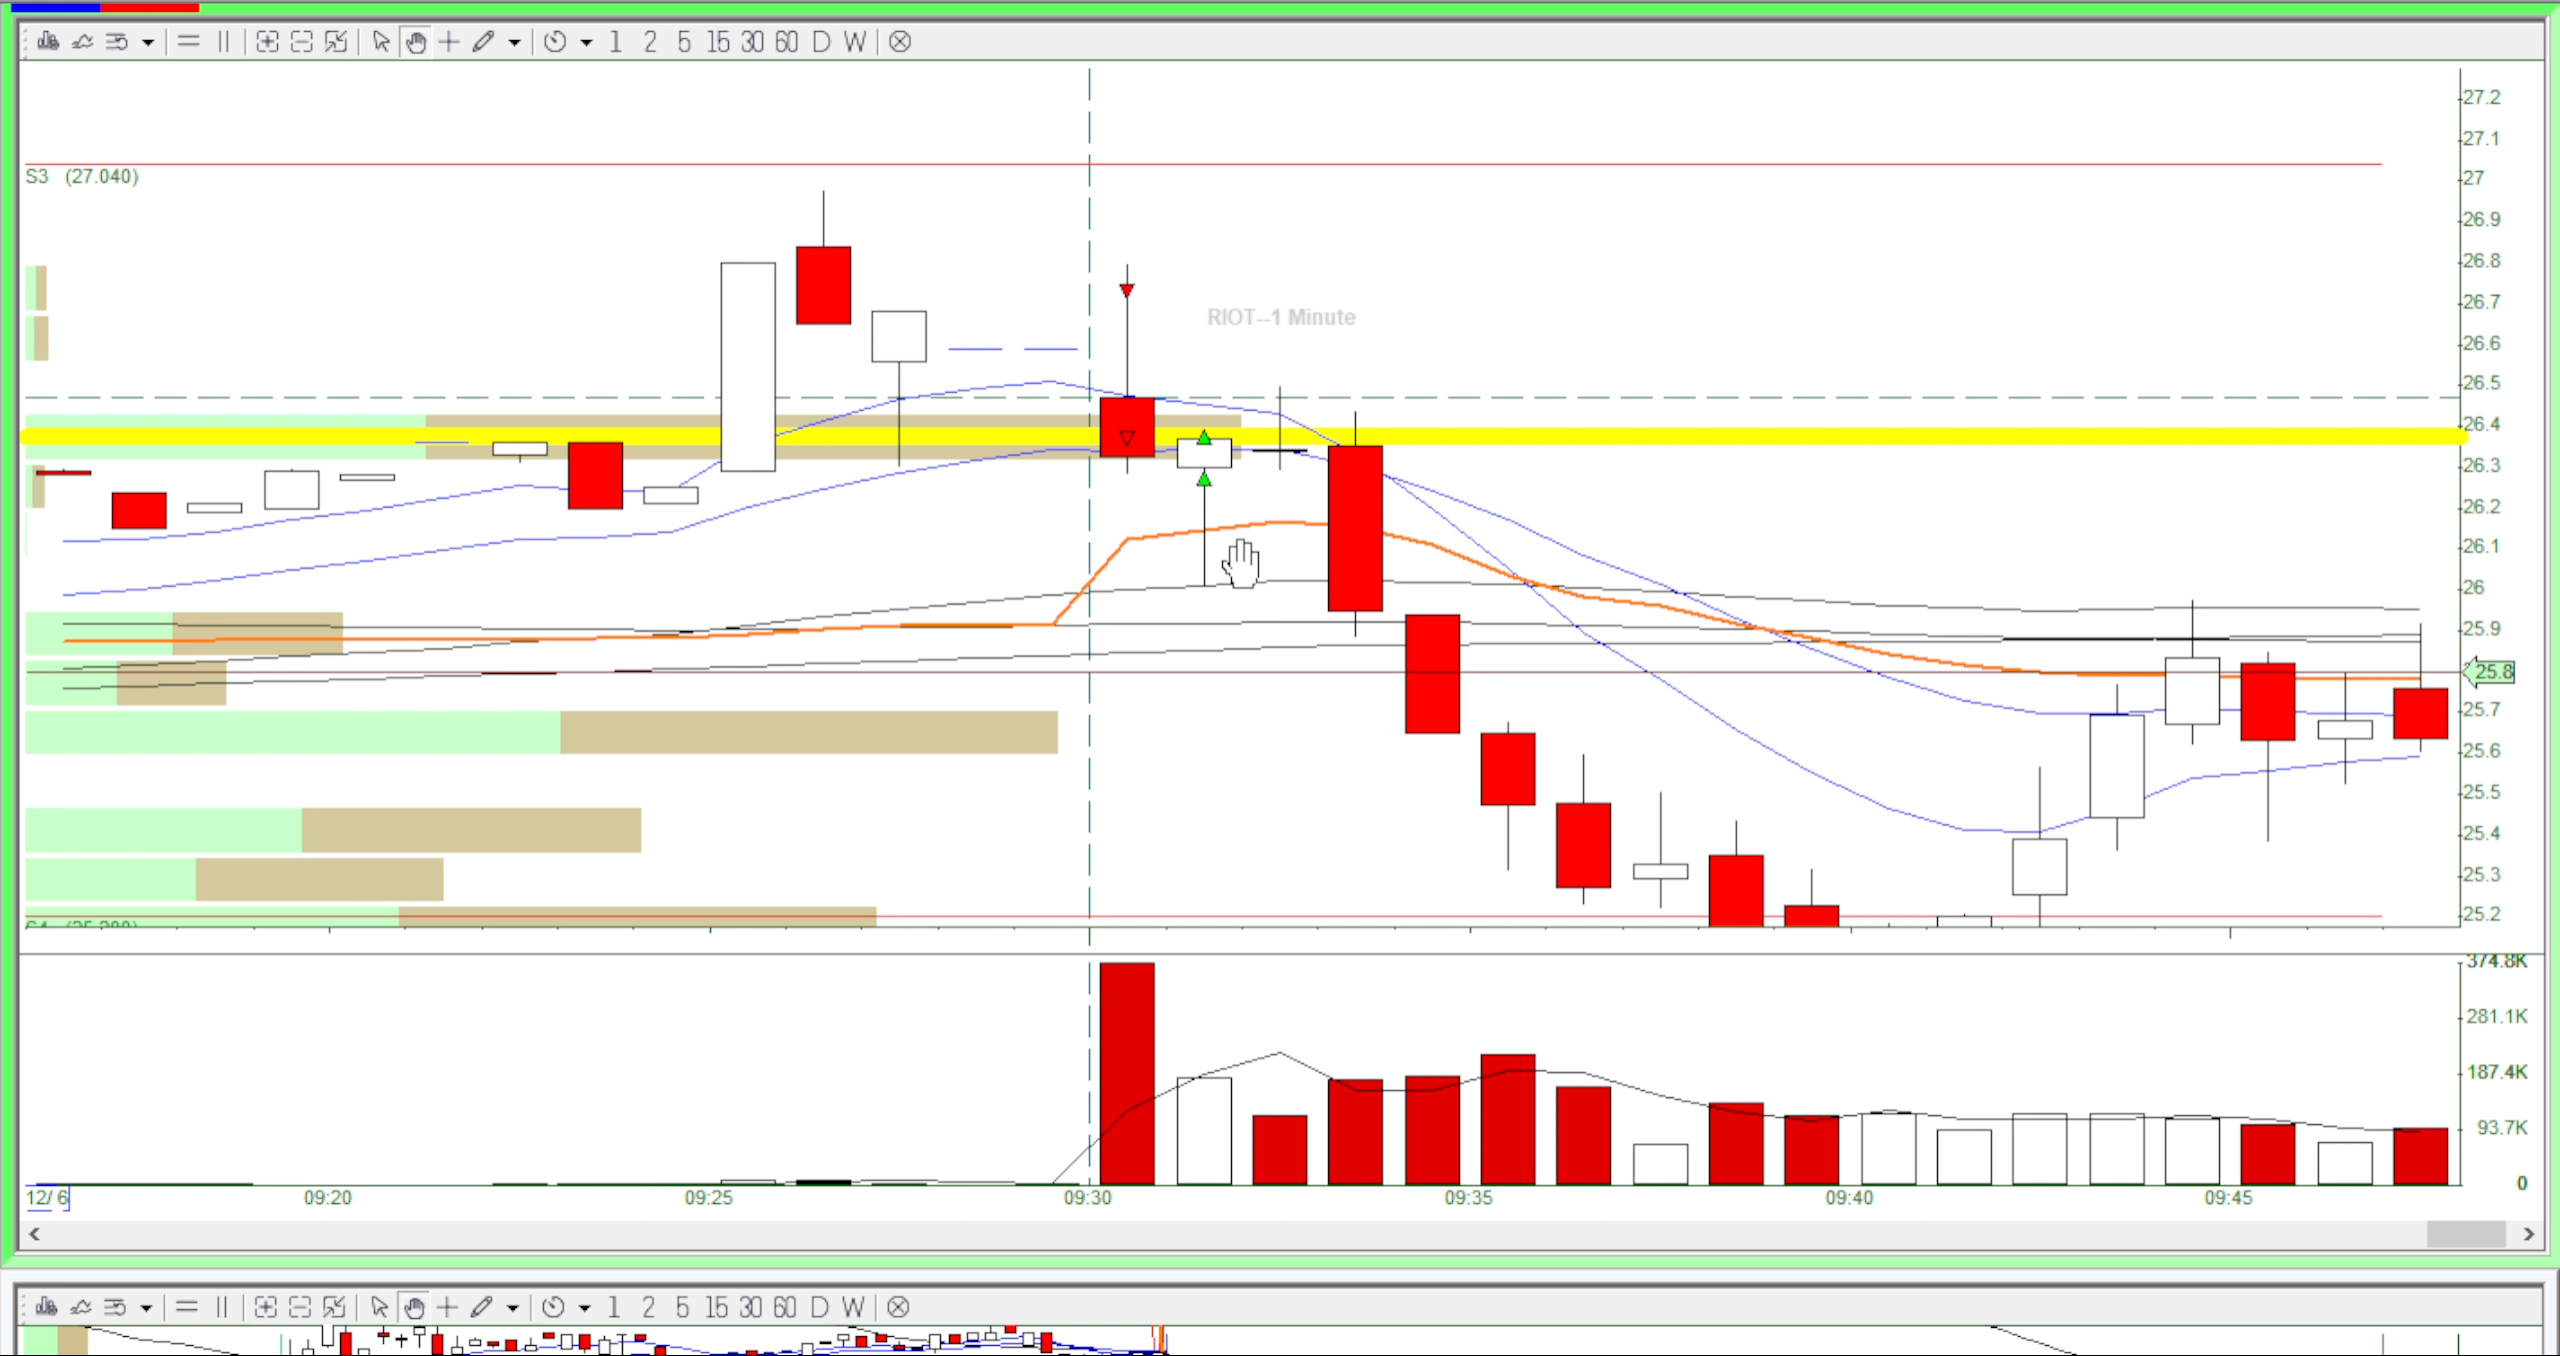 1 2 5 15 30 60 D W
27.2
27.1
S3 (27.040)
27
26.9
26.8
26.7
RIOT--1 Minute
26.6
26.5
26.4
26.3
26.2
26.1
26
25.9
25.8
25.7
25.6
25.5
25.4
25.3
25.2
374.8K
281.1K
187.4K
93.7K
0
12/ 6 09:20 09:25 09:30 09:35 09:40 09:45
1 2 5 15 30 60 D W